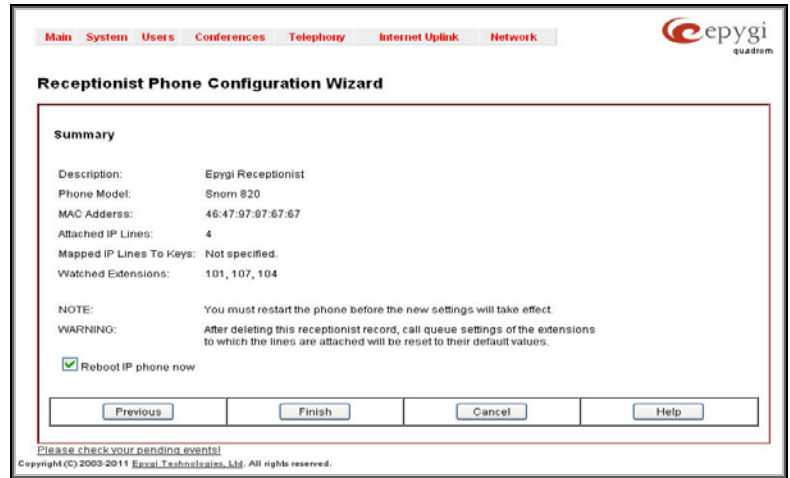 Main System Users Conferences Telephony Internet Uplink Network
epygi
quadrom
Receptionist Phone Configuration Wizard
Summary
Description: Epygi Receptionist
Phone Model: Snom 820
MAC Adderss: 46:47:97:87:67:67
Attached IP Lines: 4
Mapped IP Lines To Keys: Not specified.
Watched Extensions: 101, 107, 104
NOTE: You must restart the phone before the new settings will take effect.
WARNING: After deleting this receptionist record, call queue settings of the extensions
to which the lines are attached will be reset to their default values.
Reboot IP phone now
Previous Finish Cancel Help
Please check your pending events!
Copyright (C) 2003-2011 Epygi Technologies, Ltd. All rights reserved.